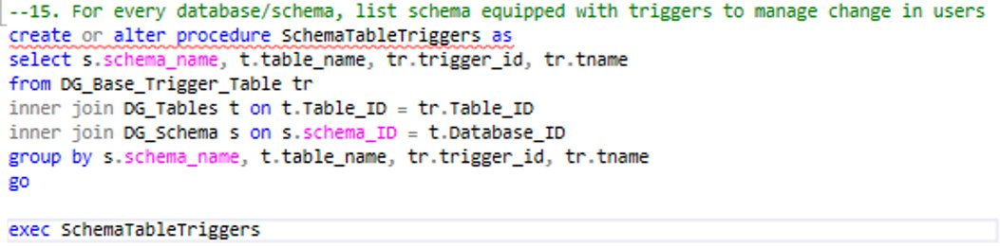 --15. For every database/schema, list schema equipped with triggers to manage change in users
create or alter procedure SchemaTableTriggers as
select s.schema_name, t.table_name, tr.trigger_id, tr.tname
from DG_Base_Trigger_Table tr
inner join DG_Tables t on t.Table_ID = tr.Table_ID
inner join DG_Schema s on s.schema_ID = t.Database_ID
group by s.schema_name, t.table_name, tr.trigger_id, tr.tname
go
exec SchemaTableTriggers